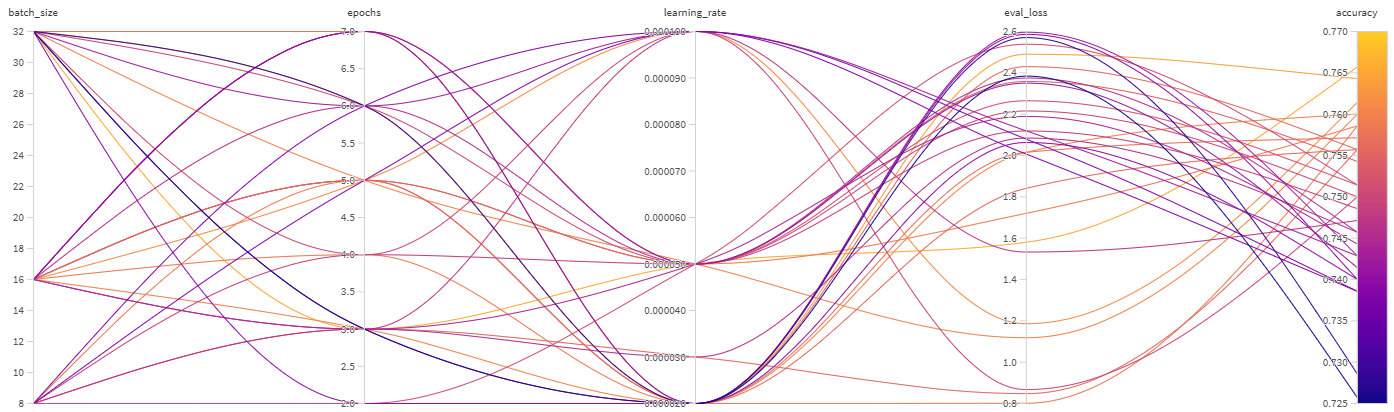 batch_size epochs learning_rate eval_loss accuracy
32 7.0 0.000100 2.6 0.770
30 6.5 0.000090 2.4 0.765
28 6.0 0.000080 2.2 0.760
26 5.5 0.000070 2.0 0.755
24 5.0 0.000060 1.8 0.750
22 4.5 0.000050 1.6 0.745
20 4.0 0.000040 1.4 0.740
18 3.5 0.000030 1.2 0.735
16 3.0 0.000020 1.0 0.730
14 2.5 0.8 0.725
12 2.0
10
8